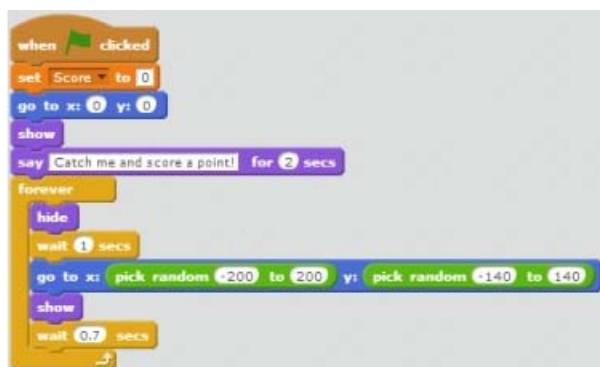 when clicked
set Score to 0
go to x: 0 y: 0
show
say Catch me and score a point! for 2 secs
forever
hide
wait 1 secs
go to x: pick random -200 to 200 y: pick random -140 to 140
show
wait 0.7 secs